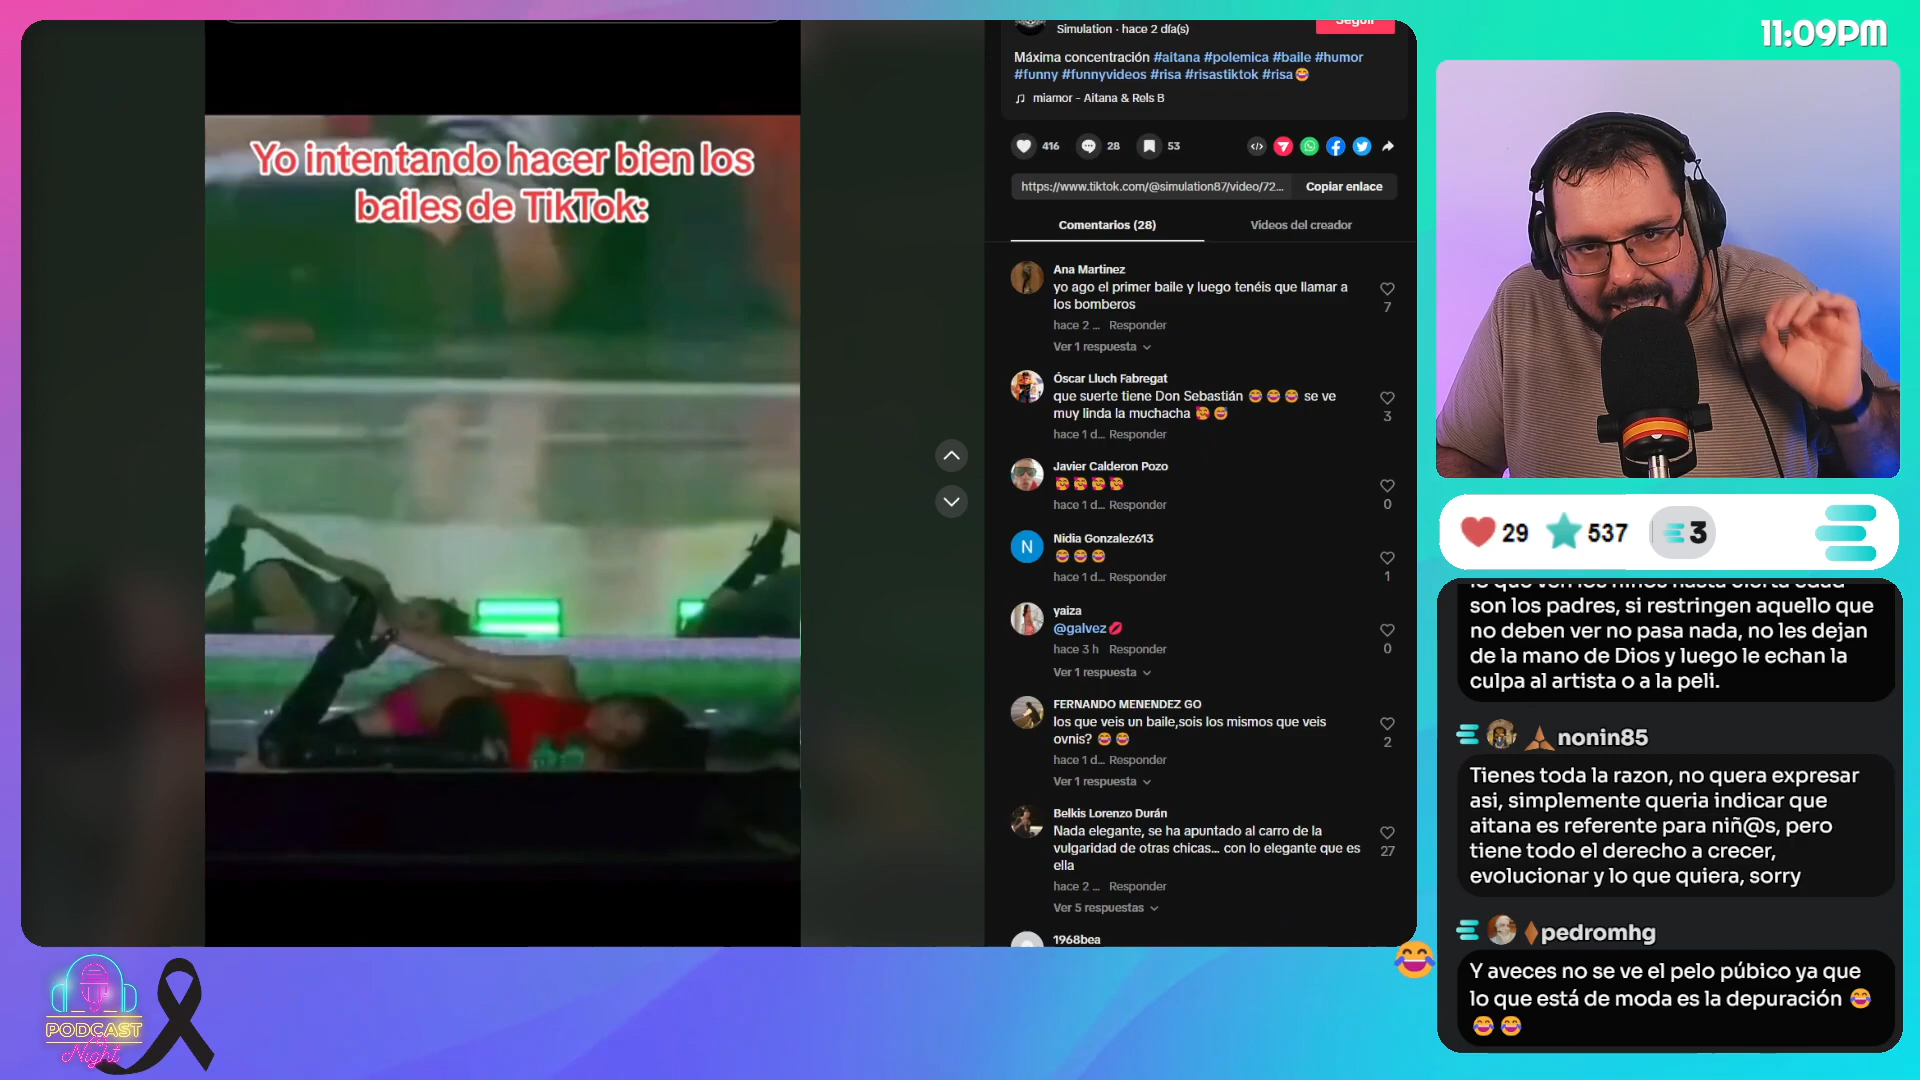 Yo intentando hacer bien los
bailes de TikTok:
Simulation · hace 2 día(s)
Seguir
Máxima concentración #aitana #polemica #baile #humor
#funny #funnyvideos #risa #risastiktok #risa😂
miamor - Aitana & Rels B
416
28
53
https://www.tiktok.com/@simulation87/video/72...
Copiar enlace
Comentarios (28)
Videos del creador
Ana Martinez
yo ago el primer baile y luego tenéis que llamar a
los bomberos
7
hace 2 ... Responder
Ver 1 respuesta
Óscar Lluch Fabregat
que suerte tiene Don Sebastián 😂 😂 😂 se ve
muy linda la muchacha 🥰 😅
3
hace 1 d... Responder
Javier Calderon Pozo
🥰 🥰 🥰 🥰
hace 1 d... Responder
0
N
Nidia Gonzalez613
😂 😂 😂
hace 1 d... Responder
1
yaiza
@galvez💋
hace 3 h Responder
0
Ver 1 respuesta
FERNANDO MENENDEZ GO
los que veis un baile,sois los mismos que veis
ovnis? 😂 😂
2
hace 1 d... Responder
Ver 1 respuesta
Belkis Lorenzo Durán
Nada elegante, se ha apuntado al carro de la
vulgaridad de otras chicas... con lo elegante que es
ella
27
hace 2 ... Responder
Ver 5 respuestas
1968bea
11:09PM
29
537
3
lo que ven los niños hasta cierta edad
son los padres, si restringen aquello que
no deben ver no pasa nada, no les dejan
de la mano de Dios y luego le echan la
culpa al artista o a la peli.
nonin85
Tienes toda la razon, no quera expresar
asi, simplemente queria indicar que
aitana es referente para niñ@s, pero
tiene todo el derecho a crecer,
evolucionar y lo que quiera, sorry
pedromhg
Y aveces no se ve el pelo púbico ya que
lo que está de moda es la depuración 😂
😂 😂
PODCAST
Night